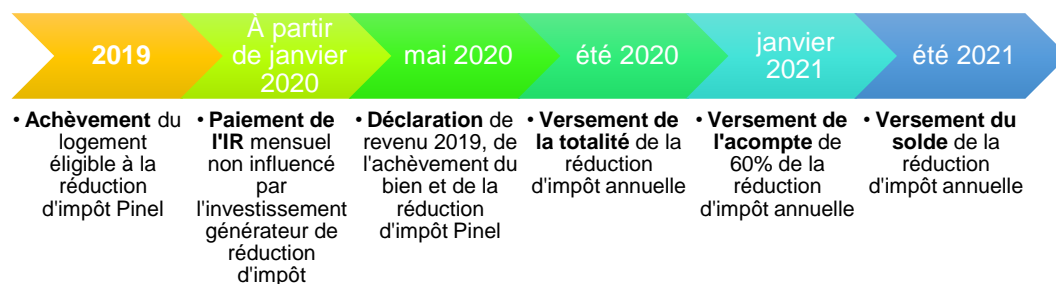 2019
À partir
de janvier
2020
mai 2020
été 2020
janvier
2021
été 2021
• Achèvement du
logement
éligible à la
réduction
d'impôt Pinel
• Paiement de
l'IR mensuel
non influencé
par
l'investissement
générateur de
réduction
d'impôt
• Déclaration de
revenu 2019, de
l'achèvement du
bien et de la
réduction
d'impôt Pinel
• Versement de
la totalité de la
réduction
d'impôt annuelle
• Versement de
l'acompte de
60% de la
réduction
d'impôt annuelle
• Versement du
solde de la
réduction
d'impôt annuelle